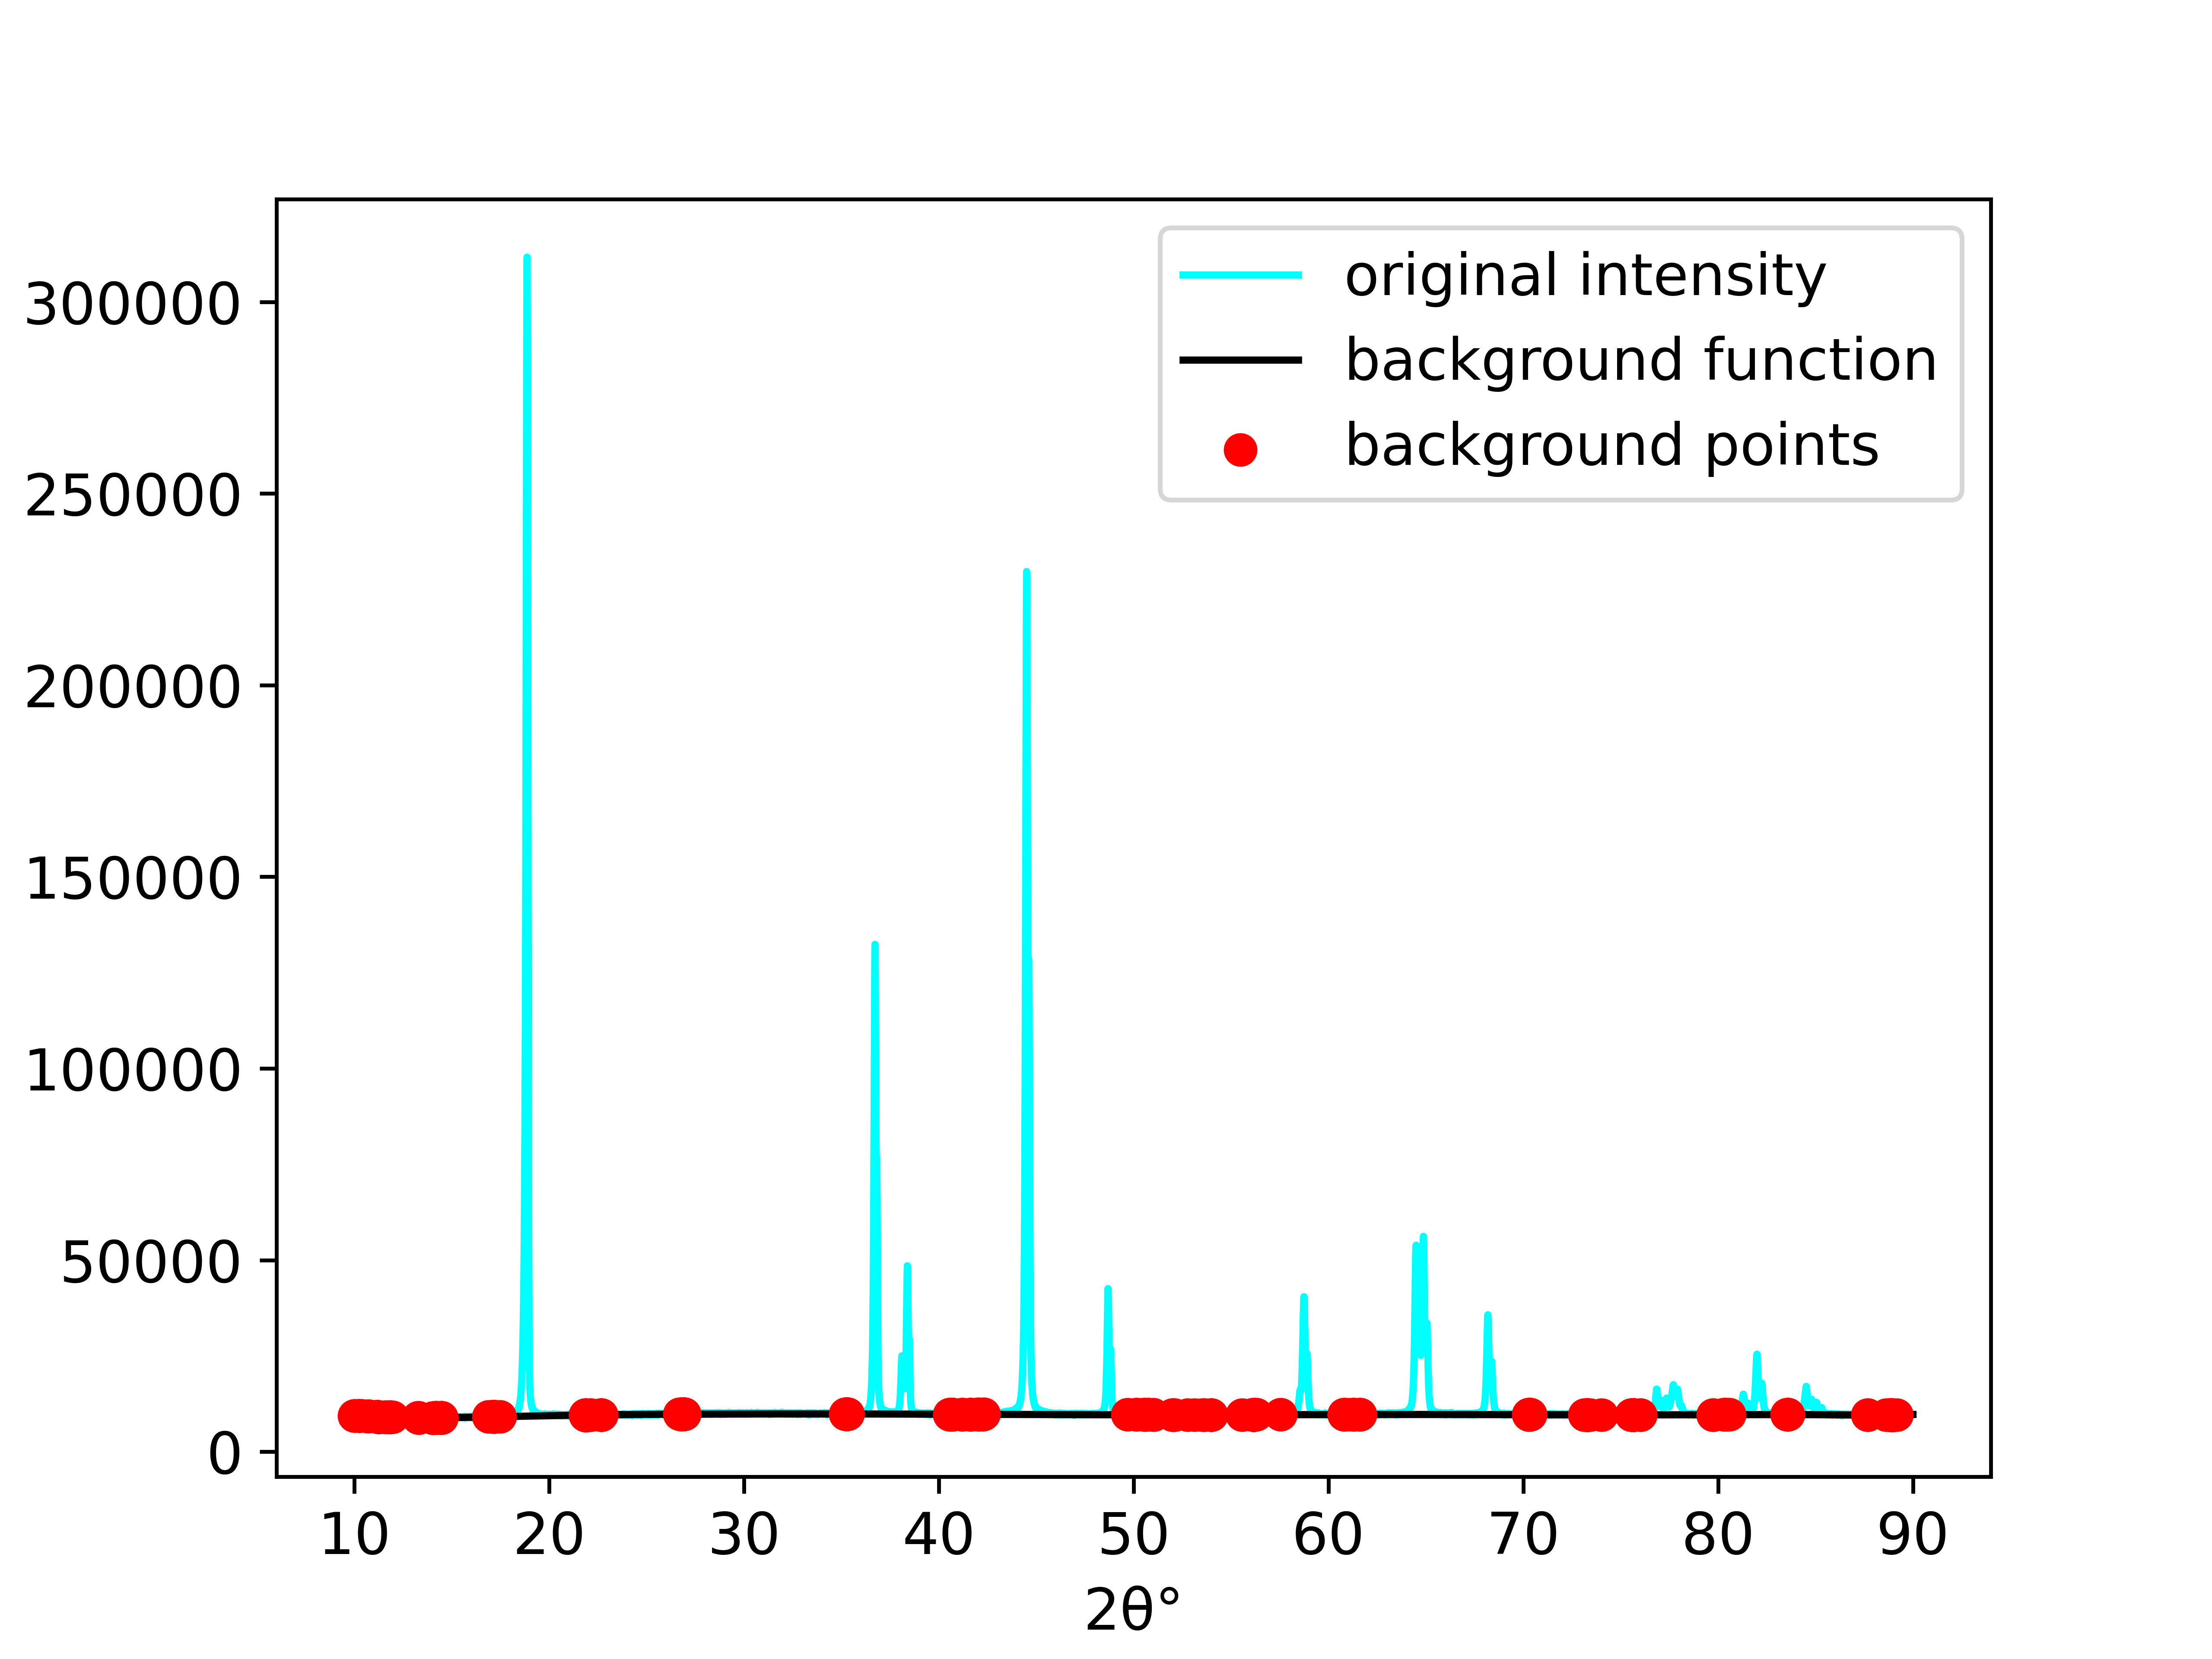 original intensity
background function
background points
300000
250000
200000
150000
100000
50000
0
10 20 30 40 50 60 70 80 90
2θ°